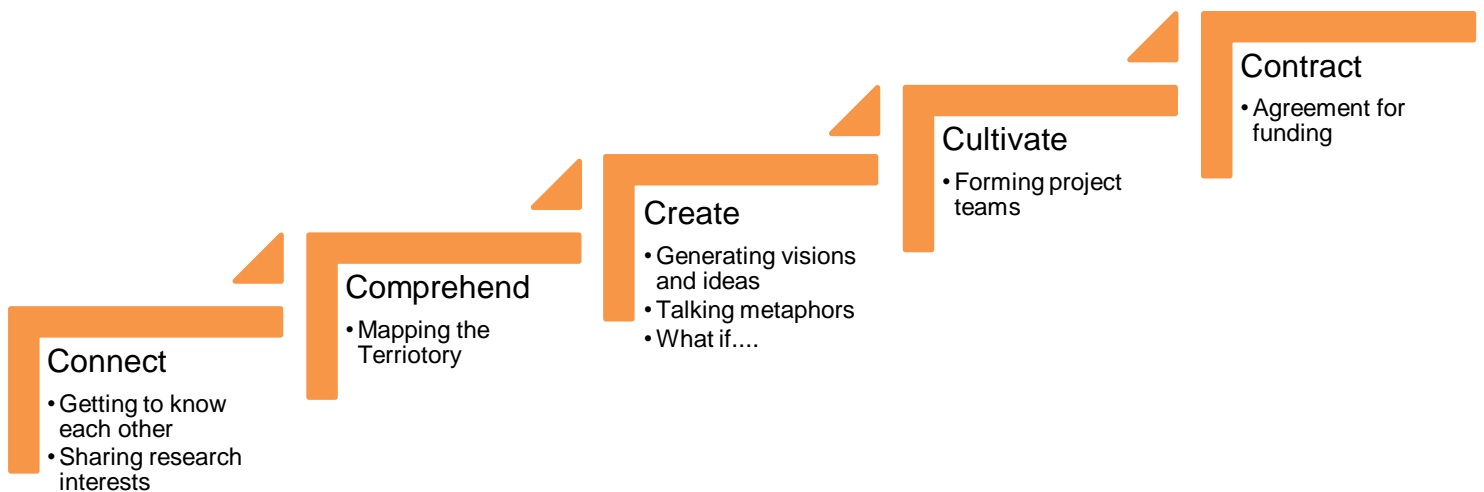 Connect
• Getting to know
each other
• Sharing research
interests
Comprehend
• Mapping the
Terriotory
Create
• Generating visions
and ideas
• Talking metaphors
• What if....
Cultivate
• Forming project
teams
Contract
• Agreement for
funding